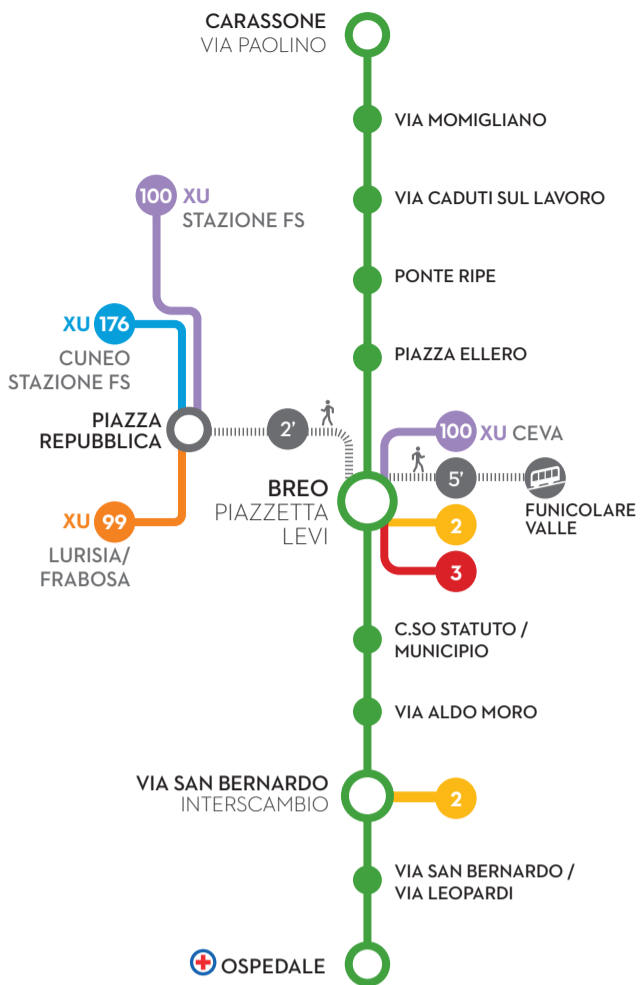 CARASSONE
VIA PAOLINO
VIA MOMIGLIANO
100 XU
STAZIONE FS
VIA CADUTI SUL LAVORO
PONTE RIPE
XU 176
CUNEO
STAZIONE FS
PIAZZA ELLERO
PIAZZA
REPUBBLICA
2'
100 XU CEVA
5'
FUNICOLARE
VALLE
BREO
PIAZZETTA
LEVI
2
3
XU 99
LURISIA/
FRABOSA
C.SO STATUTO /
MUNICIPIO
VIA ALDO MORO
VIA SAN BERNARDO
INTERSCAMBIO
2
VIA SAN BERNARDO /
VIA LEOPARDI
OSPEDALE